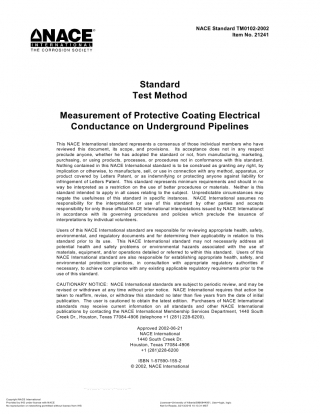 NACE Standard TM0102-2002
Item No. 21241
NACE
INTERNATIONAL
THE CORROSION SOCIETY
Standard
Test Method
Measurement of Protective Coating Electrical
Conductance on Underground Pipelines
This NACE International standard represents a consensus of those individual members who have
reviewed this document, its scope, and provisions. Its acceptance does not in any respect
preclude anyone, whether he has adopted the standard or not, from manufacturing, marketing,
purchasing, or using products, processes, or procedures not in conformance with this standard.
Nothing contained in this NACE International standard is to be construed as granting any right, by
implication or otherwise, to manufacture, sell, or use in connection with any method, apparatus, or
product covered by Letters Patent, or as indemnifying or protecting anyone against liability for
infringement of Letters Patent. This standard represents minimum requirements and should in no
way be interpreted as a restriction on the use of better procedures or materials. Neither is this
standard intended to apply in all cases relating to the subject. Unpredictable circumstances may
negate the usefulness of this standard in specific instances. NACE International assumes no
responsibility for the interpretation or use of this standard by other parties and accepts
responsibility for only those official NACE International interpretations issued by NACE International
in accordance with its governing procedures and policies which preclude the issuance of
interpretations by individual volunteers.
Users of this NACE International standard are responsible for reviewing appropriate health, safety,
environmental, and regulatory documents and for determining their applicability in relation to this
standard prior to its use. This NACE International standard may not necessarily address all
potential health and safety problems or environmental hazards associated with the use of
materials, equipment, and/or operations detailed or referred to within this standard. Users of this
NACE International standard are also responsible for establishing appropriate health, safety, and
environmental protection practices, in consultation with appropriate regulatory authorities if
necessary, to achieve compliance with any existing applicable regulatory requirements prior to the
use of this standard.
CAUTIONARY NOTICE: NACE International standards are subject to periodic review, and may be
revised or withdrawn at any time without prior notice. NACE International requires that action be
taken to reaffirm, revise, or withdraw this standard no later than five years from the date of initial
publication. The user is cautioned to obtain the latest edition. Purchasers of NACE International
standards may receive current information on all standards and other NACE International
publications by contacting the NACE International Membership Services Department, 1440 South
Creek Dr., Houston, Texas 77084-4906 (telephone +1 [281] 228-6200).
Approved 2002-06-21
NACE International
1440 South Creek Dr.
Houston, Texas 77084-4906
+1 (281)228-6200
ISBN 1-57590-155-2
© 2002, NACE International
Copyright NACE International